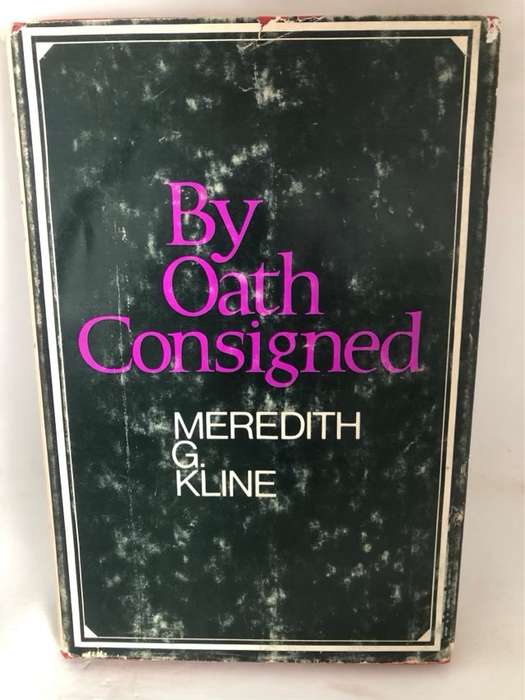 By
Oath
Consigned
MEREDITH
G.
KLINE